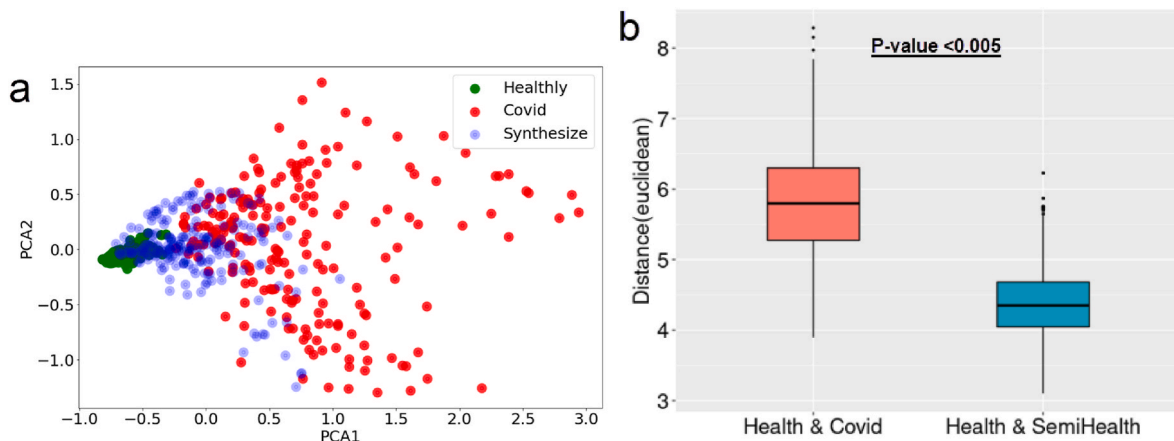 a
1.5
1.0
0.5
0.0
−0.5
−1.0
PCA2
Healthly
Covid
Synthesize
−1.0 −0.5 0.0 0.5 1.0 1.5 2.0 2.5 3.0
PCA1
b
P-value <0.005
8
7
6
5
4
3
Distance(euclidean)
Health & Covid Health & SemiHealth